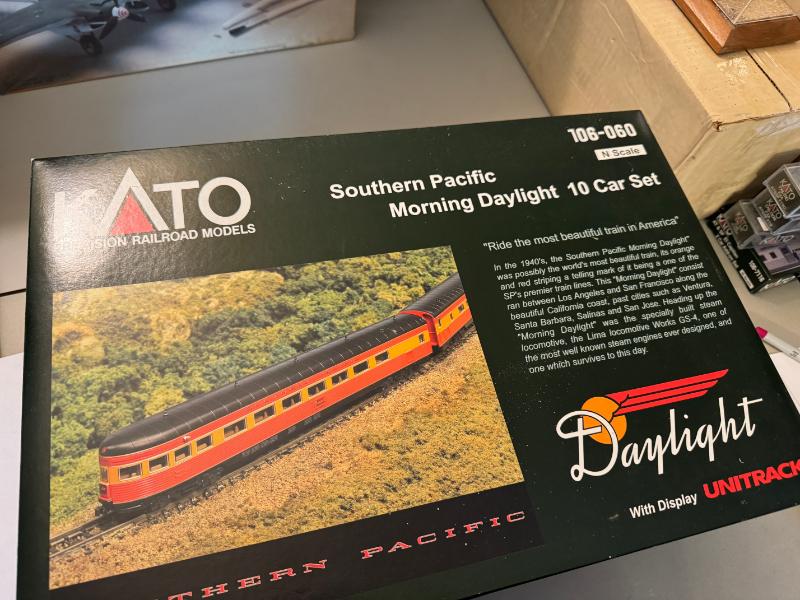 106-060
N Scale
KATO
PRECISION RAILROAD MODELS
Southern Pacific
Morning Daylight 10 Car Set
"Ride the most beautiful train in America"
In the 1940's, the Southern Pacific Morning Daylight"
was possibly the world's most beautiful train, its orange
and red striping a telling mark of it being a one of the
SP's premier train lines. This "Morning Daylight" consist
ran between Los Angeles and San Francisco along the
beautiful California coast, past cities such as Ventura,
Santa Barbara, Salinas and San Jose. Heading up the
"Morning Daylight" was the specially built steam
locomotive, the Lima locomotive Works GS-4, one of
the most well known steam engines ever designed, and
one which survives to this day.
Daylight
With Display UNITRACK
THERN PACIFIC